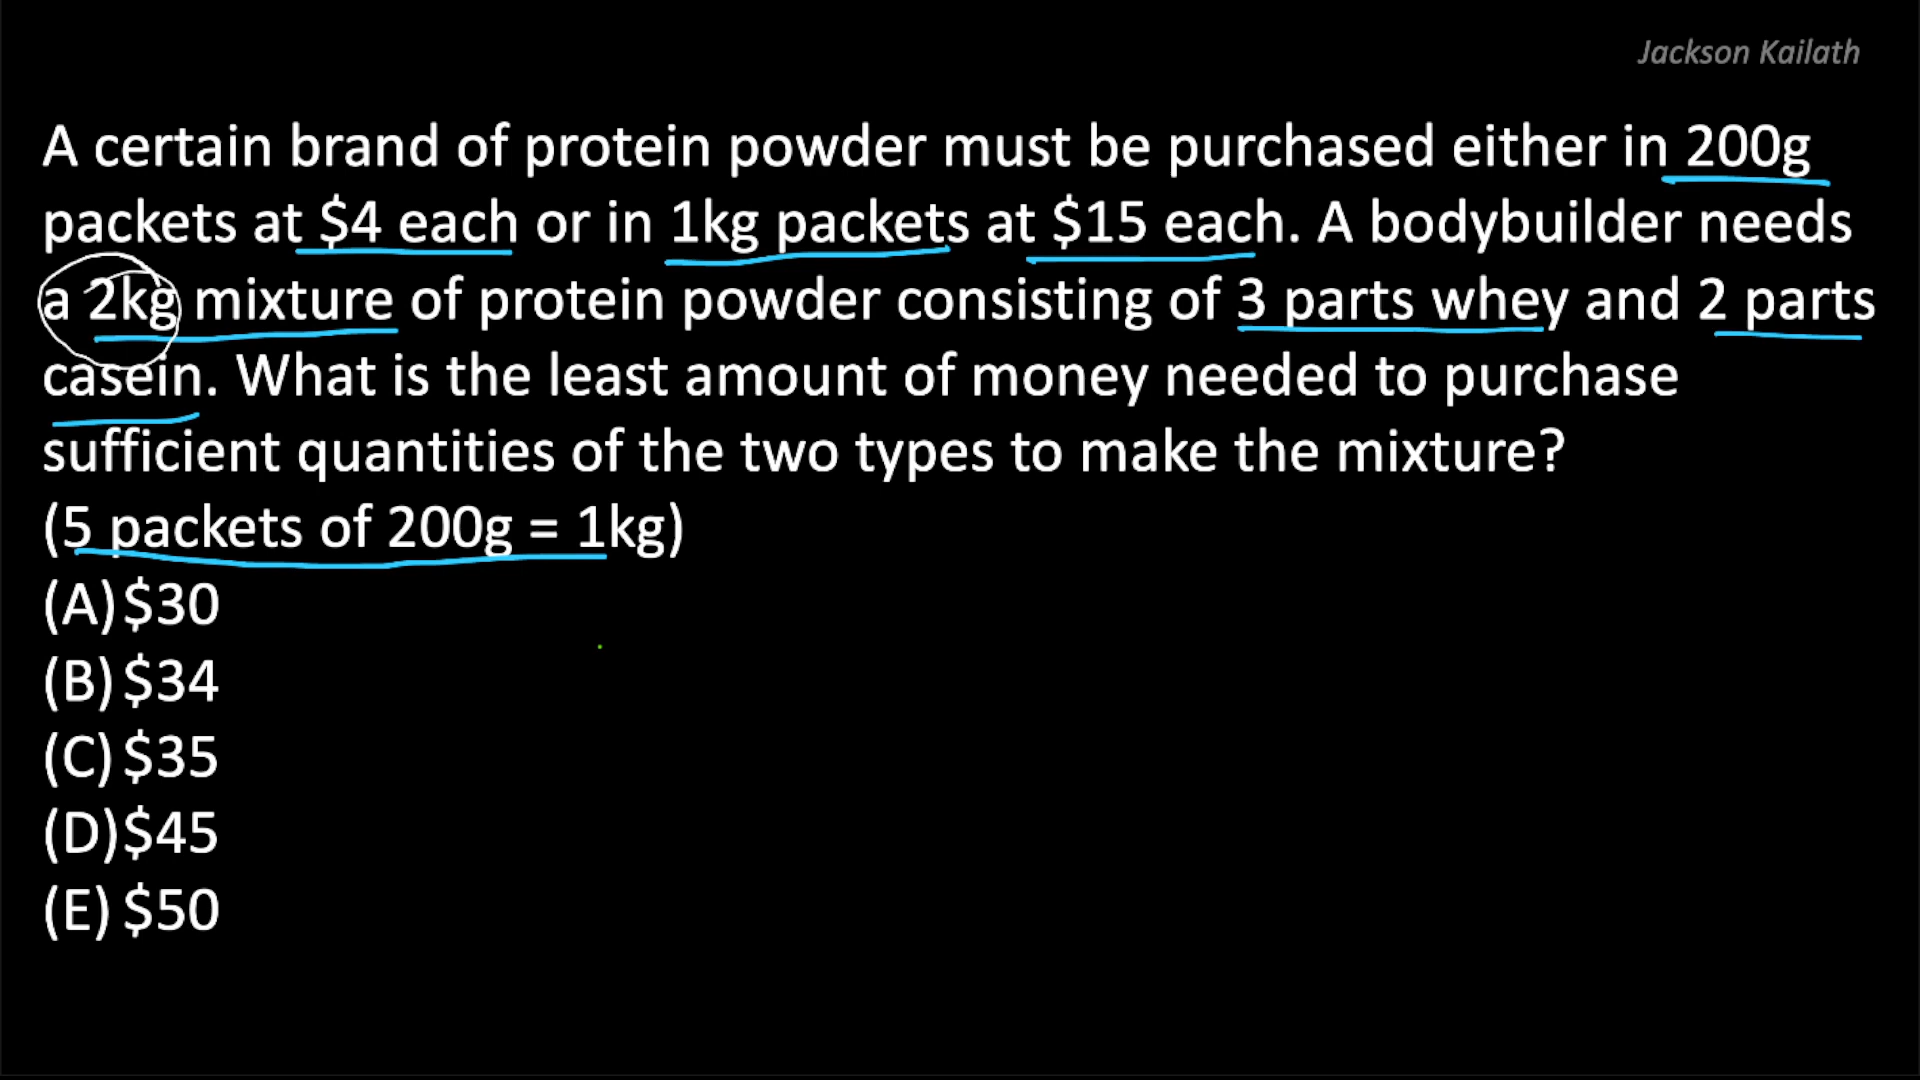 Jackson Kailath
A certain brand of protein powder must be purchased either in 200g
packets at $4 each or in 1kg packets at $15 each. A bodybuilder needs
a 2kg mixture of protein powder consisting of 3 parts whey and 2 parts
casein. What is the least amount of money needed to purchase
sufficient quantities of the two types to make the mixture?
(5 packets of 200g = 1kg)
(A) $30
(B) $34
(C) $35
(D) $45
(E) $50